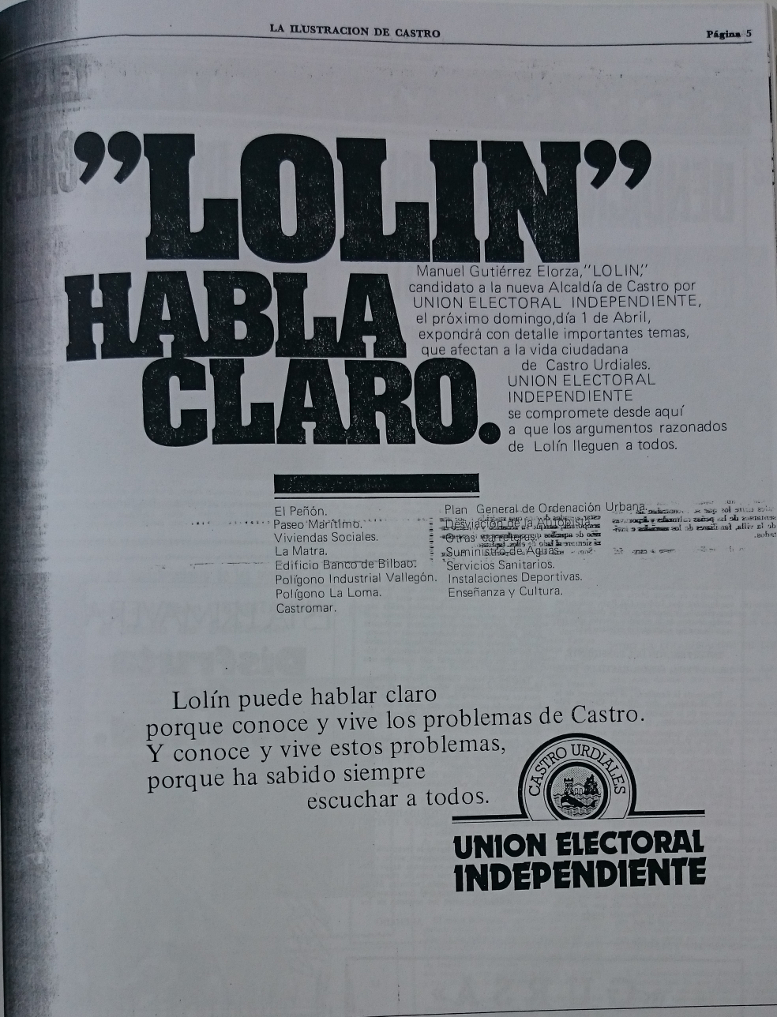 LA ILUSTRACION DE CASTRO
Página 5
"LOLIN"
HABLA
CLARO.
Manuel Gutiérrez Elorza, "LOLIN,"
candidato a la nueva Alcaldía de Castro por
UNION ELECTORAL INDEPENDIENTE,
el próximo domingo,día 1 de Abril,
expondrá con detalle importantes temas,
que afectan a la vida ciudadana
de Castro Urdiales.
UNION ELECTORAL
INDEPENDIENTE
se compromete desde aquí
a que los argumentos razonados
de Lolín lleguen a todos.
El Peñón.
Paseo Marítimo.
Viviendas Sociales.
La Matra.
Edificio Banco de Bilbao.
Polígono Industrial Vallegón.
Polígono La Loma.
Castromar.
Plan General de Ordenación Urbana.
Desviación de la Autopista.
Otras carreteras.
Suministro de Aguas.
Servicios Sanitarios.
Instalaciones Deportivas.
Enseñanza y Cultura.
Lolín puede hablar claro
porque conoce y vive los problemas de Castro.
Y conoce y vive estos problemas,
porque ha sabido siempre
escuchar a todos.
CASTRO URDIALES
UNION ELECTORAL
INDEPENDIENTE